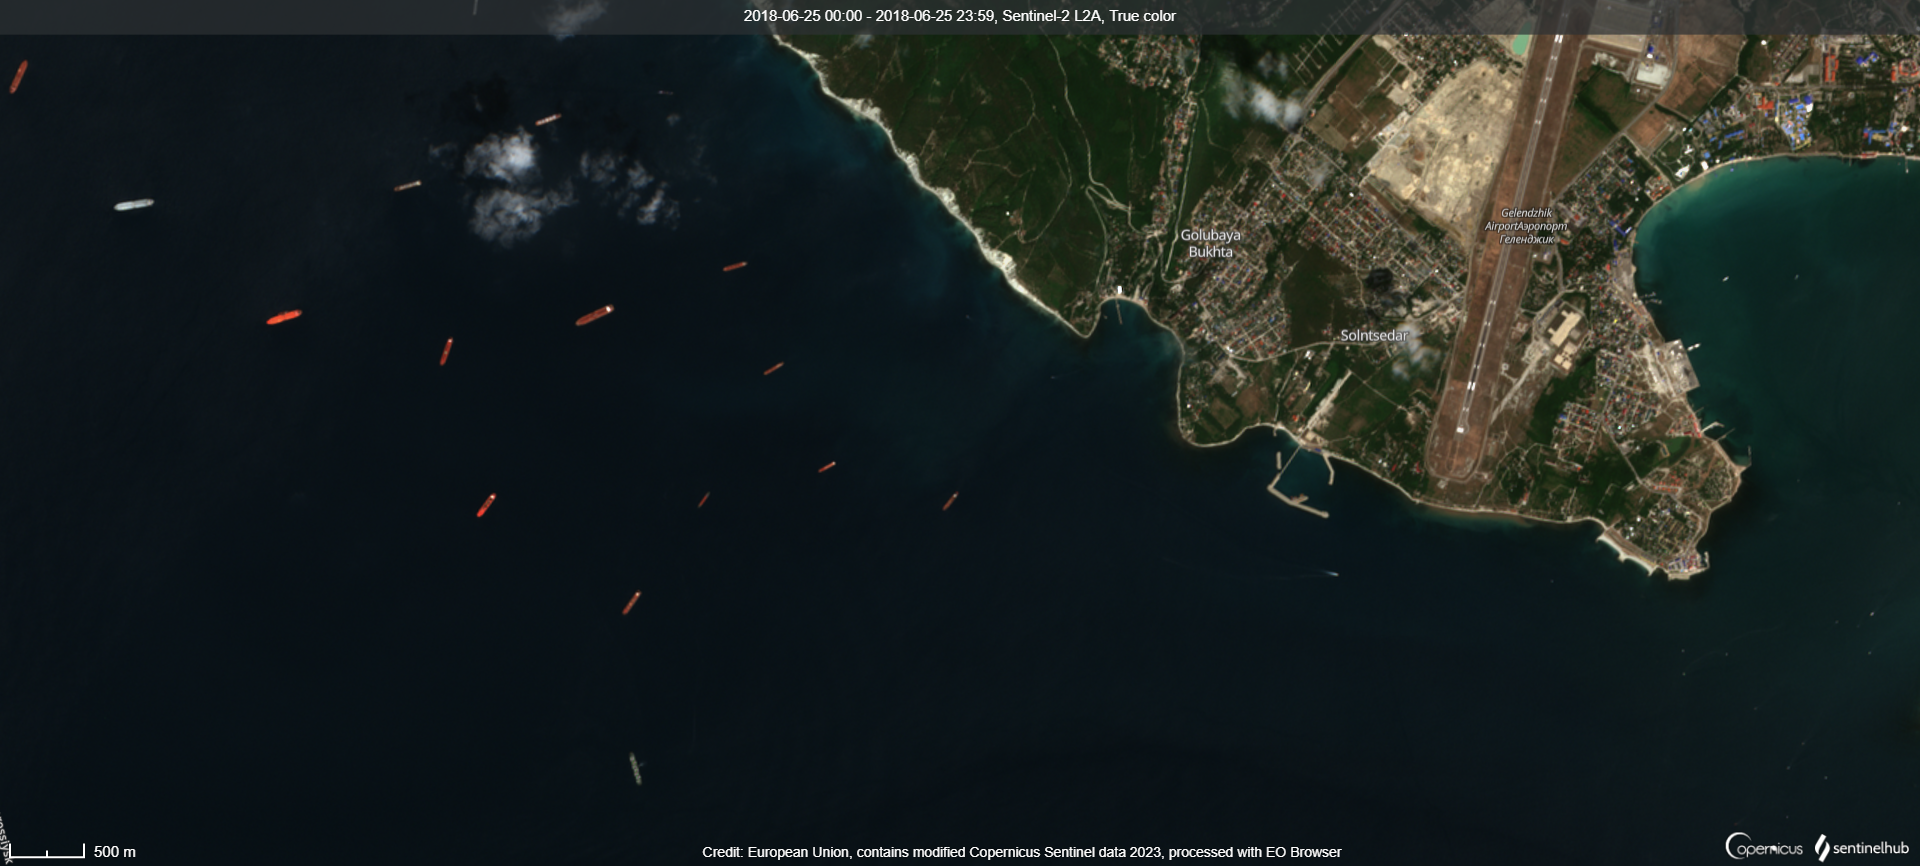 2018-06-25 00:00 - 2018-06-25 23:59, Sentinel-2 L2A, True color
Gelendzhik
AirportАэропорт
Геленджик
Golubaya
Bukhta
Solntsedar
500 m
Credit: European Union, contains modified Copernicus Sentinel data 2023, processed with EO Browser
Copernicus
sentinelhub